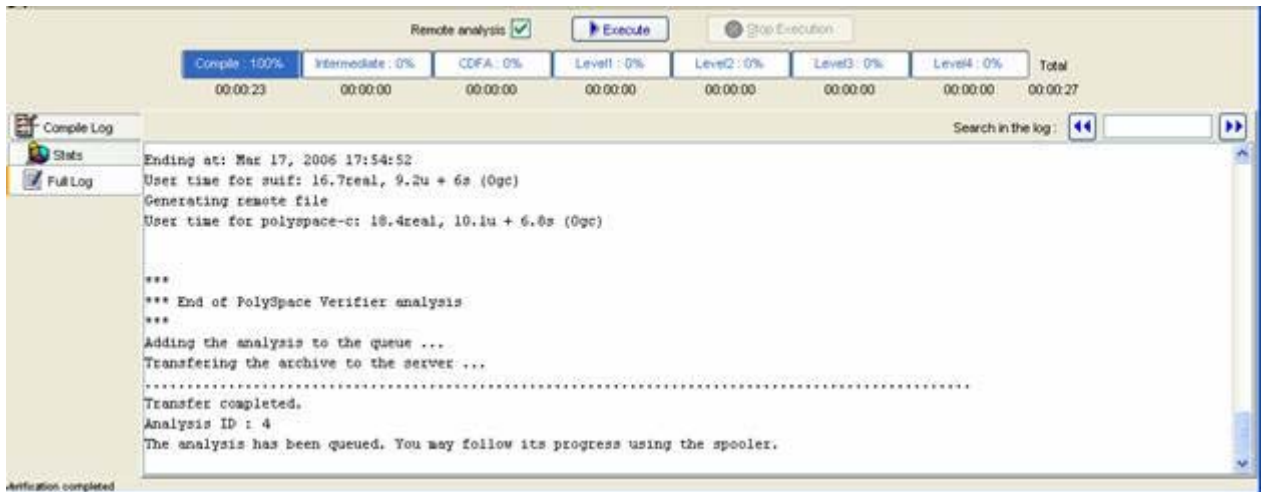 Remote analysis Execute Stop Execution
Compile : 100% Intermediate : 0% CDFA : 0% Level1 : 0% Level2 : 0% Level3 : 0% Level4 : 0% Total
00:00:23 00:00:00 00:00:00 00:00:00 00:00:00 00:00:00 00:00:00 00:00:27
Compile Log Search in the log :
Stats
Full Log
Ending at: Mar 17, 2006 17:54:52
User time for suif: 16.7real, 9.2u + 6s (0gc)
Generating remote file
User time for polyspace-c: 18.4real, 10.1u + 6.8s (0gc)
***
*** End of PolySpace Verifier analysis
***
Adding the analysis to the queue ...
Transfering the archive to the server ...
....................................................................................................
Transfer completed.
Analysis ID : 4
The analysis has been queued. You may follow its progress using the spooler.
completed